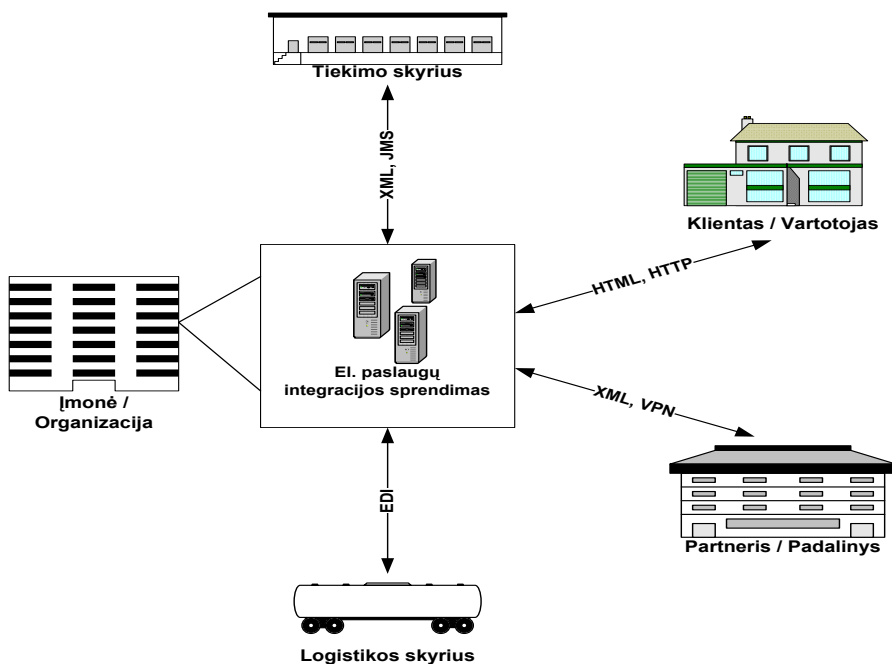 Tiekimo skyrius
XML, JMS
Klientas / Vartotojas
HTML, HTTP
El. paslaugų
integracijos sprendimas
Įmonė /
Organizacija
XML, VPN
EDI
Partneris / Padalinys
Logistikos skyrius